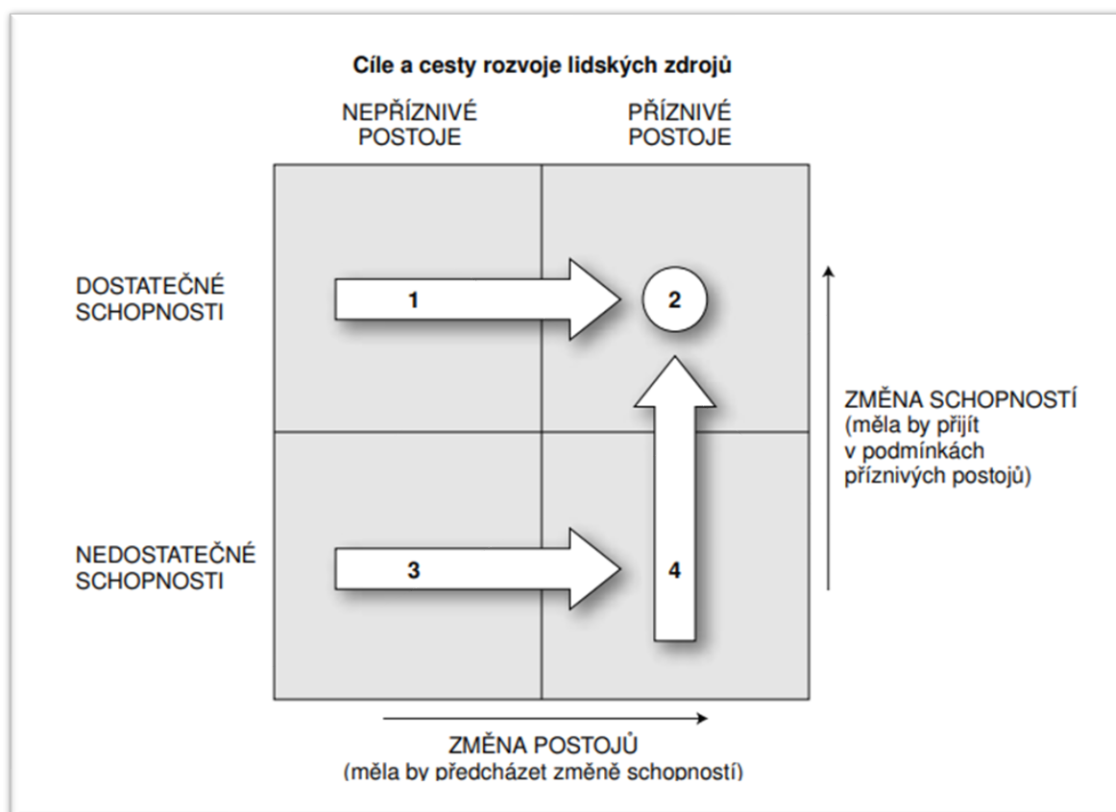 Cíle a cesty rozvoje lidských zdrojů
NEPŘÍZNIVÉ
POSTOJE
PŘÍZNIVÉ
POSTOJE
DOSTATEČNÉ
SCHOPNOSTI
1
2
ZMĚNA SCHOPNOSTÍ
(měla by přijít
v podmínkách
příznivých postojů)
NEDOSTATEČNÉ
SCHOPNOSTI
3
4
ZMĚNA POSTOJŮ
(měla by předcházet změně schopností)